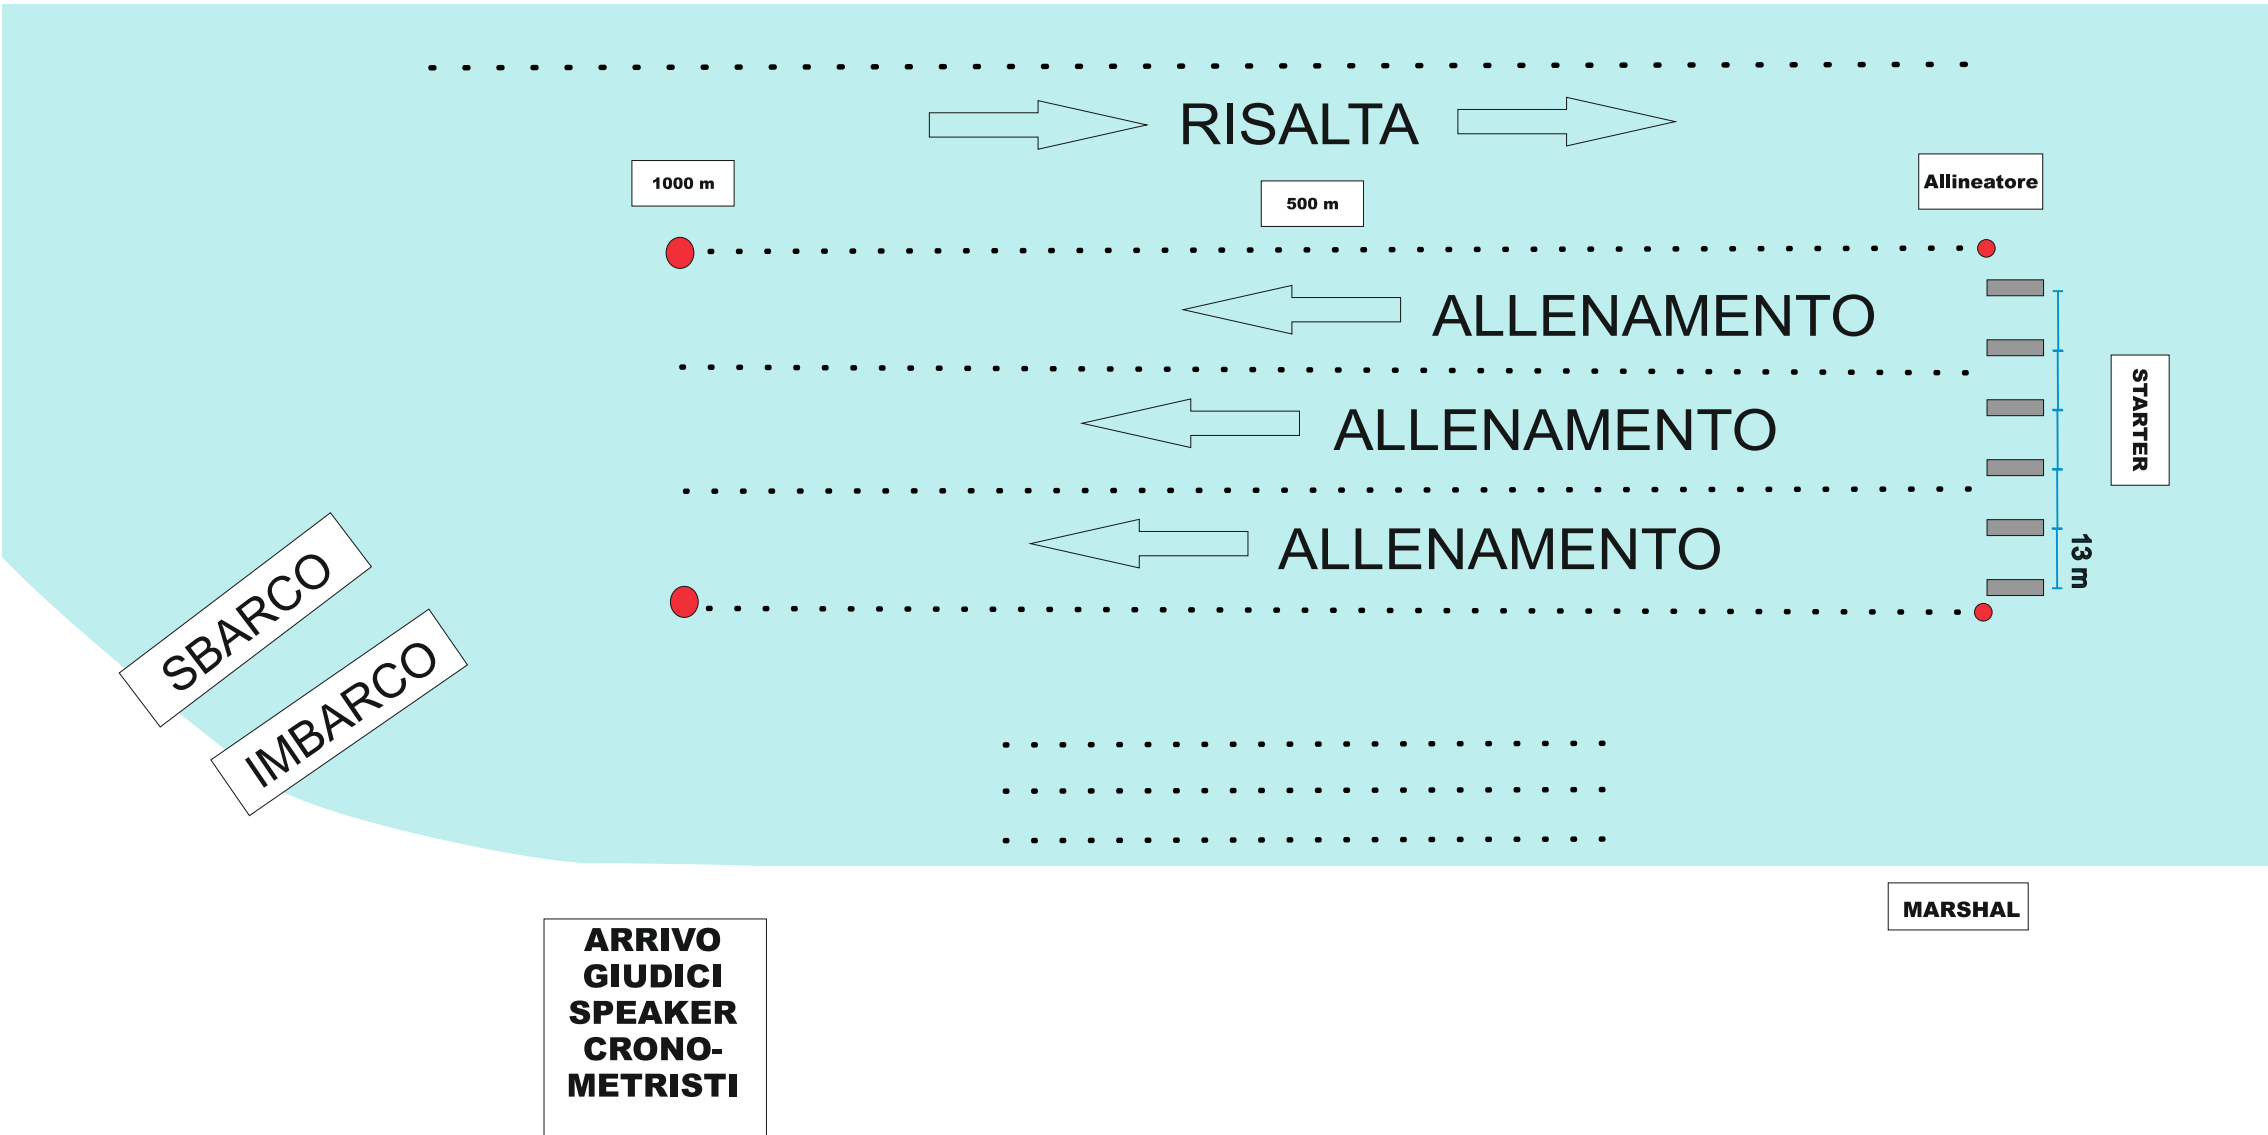 RISALTA
1000 m
500 m
Allineatore
ALLENAMENTO
ALLENAMENTO
ALLENAMENTO
STARTER
13 m
SBARCO
IMBARCO
MARSHAL
ARRIVO
GIUDICI
SPEAKER
CRONO-
METRISTI